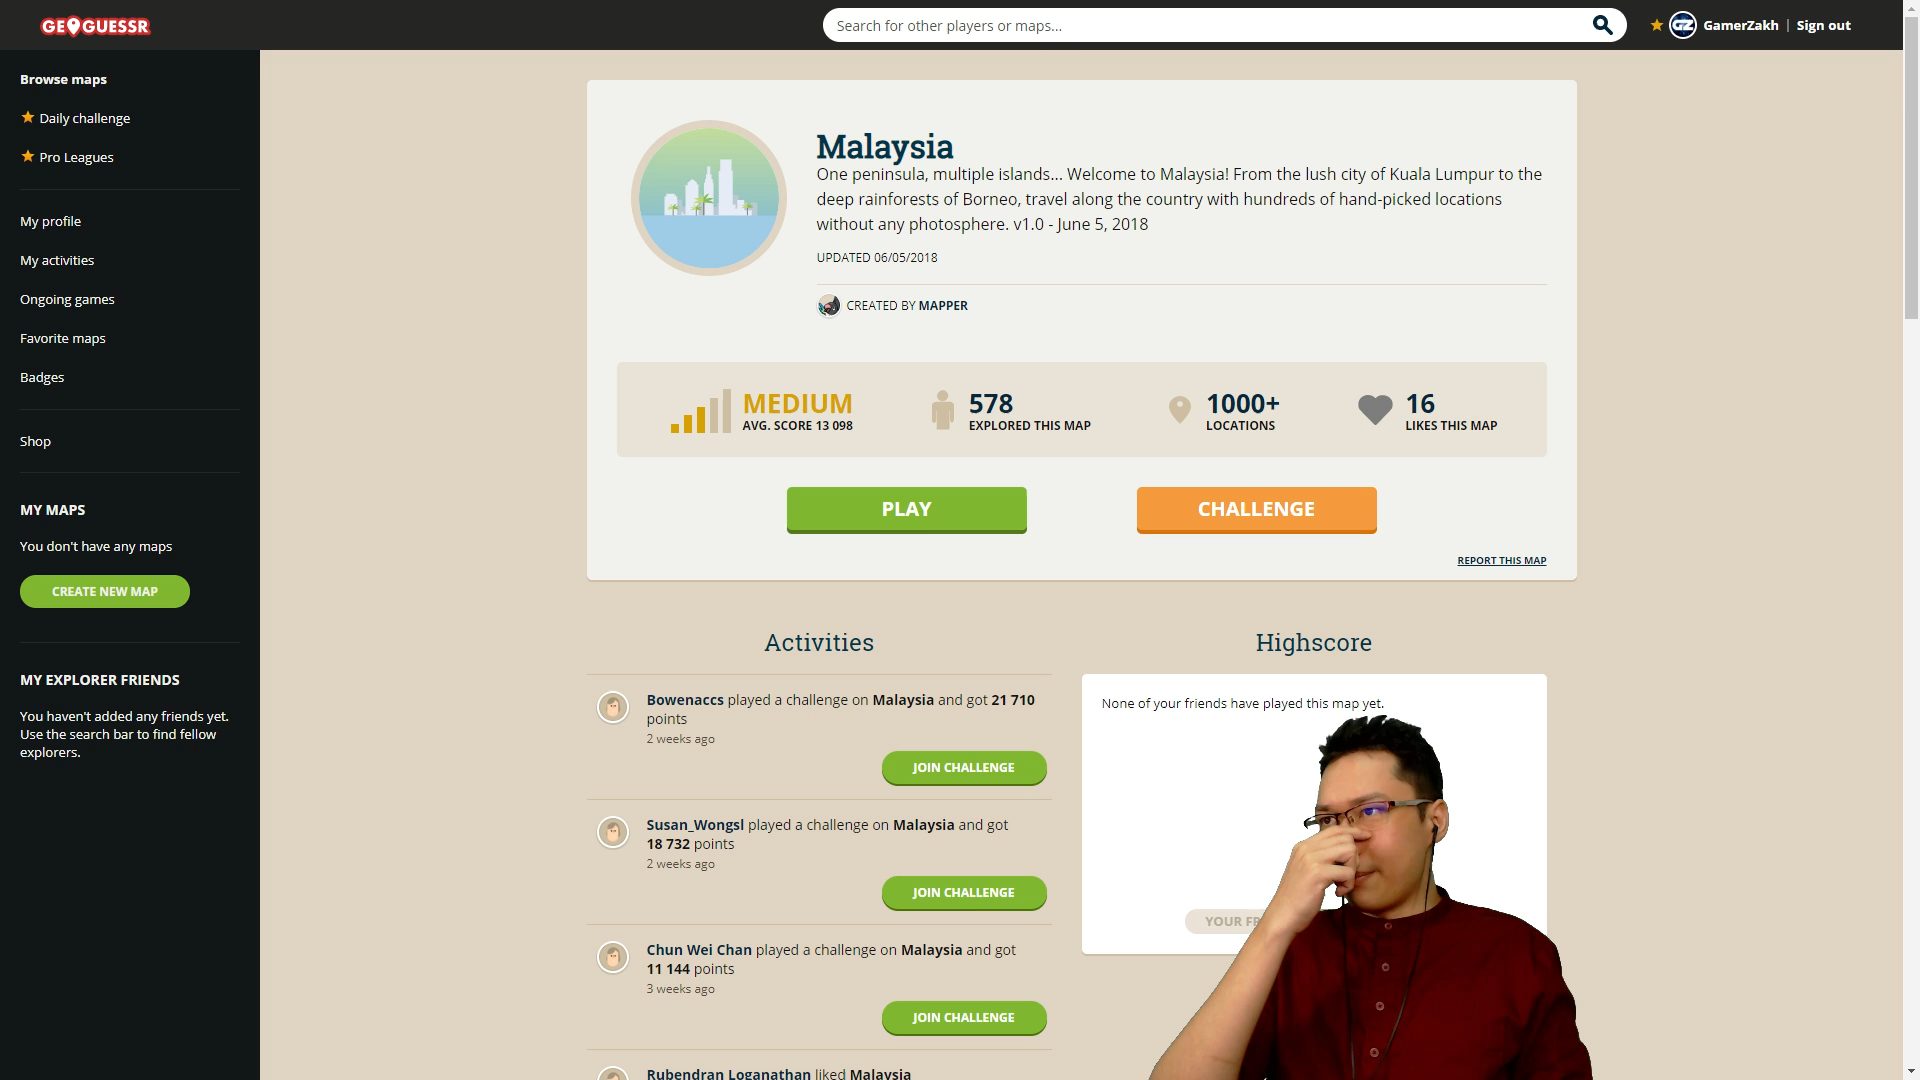 GEOGUESSR
Search for other players or maps...
GZ
GamerZakh | Sign out
Browse maps
Daily challenge
Pro Leagues
My profile
My activities
Ongoing games
Favorite maps
Badges
Shop
MY MAPS
You don't have any maps
CREATE NEW MAP
MY EXPLORER FRIENDS
You haven't added any friends yet.
Use the search bar to find fellow
explorers.
Malaysia
One peninsula, multiple islands... Welcome to Malaysia! From the lush city of Kuala Lumpur to the
deep rainforests of Borneo, travel along the country with hundreds of hand-picked locations
without any photosphere. v1.0 - June 5, 2018
UPDATED 06/05/2018
CREATED BY MAPPER
MEDIUM
AVG. SCORE 13 098
578
EXPLORED THIS MAP
1000+
LOCATIONS
16
LIKES THIS MAP
PLAY
CHALLENGE
REPORT THIS MAP
Activities
Bowenaccs played a challenge on Malaysia and got 21 710
points
2 weeks ago
JOIN CHALLENGE
Susan_Wongsl played a challenge on Malaysia and got
18 732 points
2 weeks ago
JOIN CHALLENGE
Chun Wei Chan played a challenge on Malaysia and got
11 144 points
3 weeks ago
JOIN CHALLENGE
Rubendran Loganathan liked Malaysia
Highscore
None of your friends have played this map yet.
YOUR FR